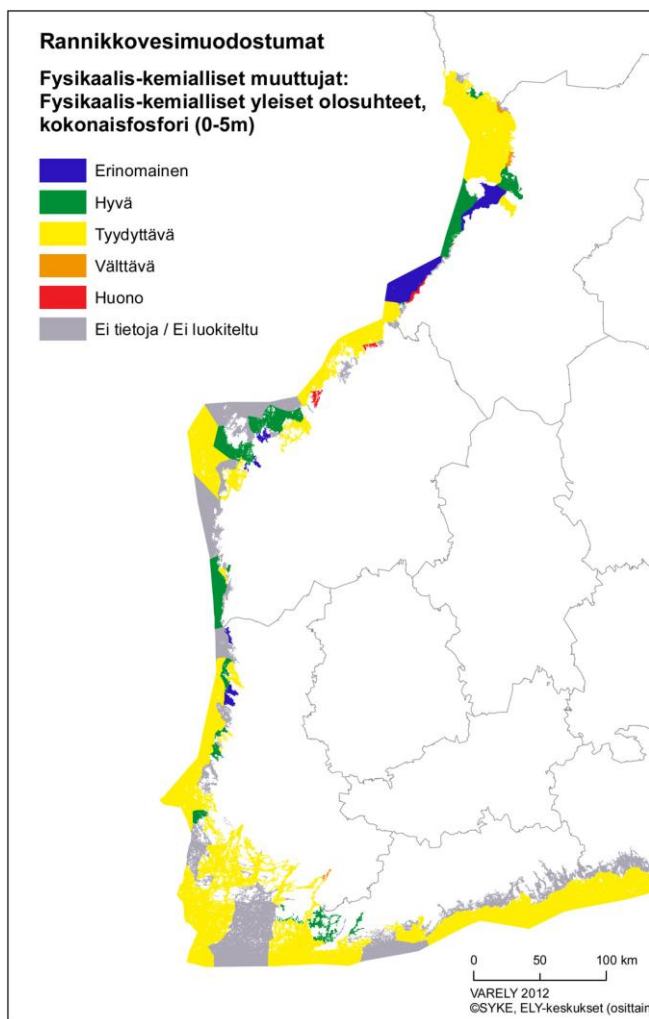 Rannikkovesimuodostumat
Fysikaalis-kemialliset muuttujat:
Fysikaalis-kemialliset yleiset olosuhteet,
kokonaisfosfori (0-5m)
Erinomainen
Hyvä
Tyydyttävä
Välttävä
Huono
Ei tietoja / Ei luokiteltu
0 50 100 km
VARELY 2012
©SYKE, ELY-keskukset (osittain